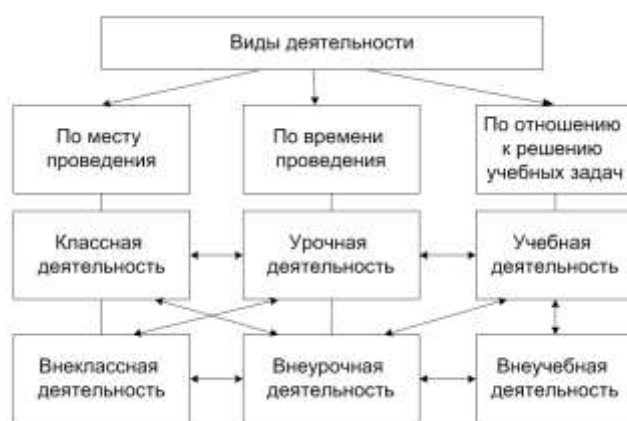 Виды деятельности
По месту
проведения
По времени
проведения
По отношению
к решению
учебных задач
Классная
деятельность
Урочная
деятельность
Учебная
деятельность
Внеклассная
деятельность
Внеурочная
деятельность
Внеучебная
деятельность